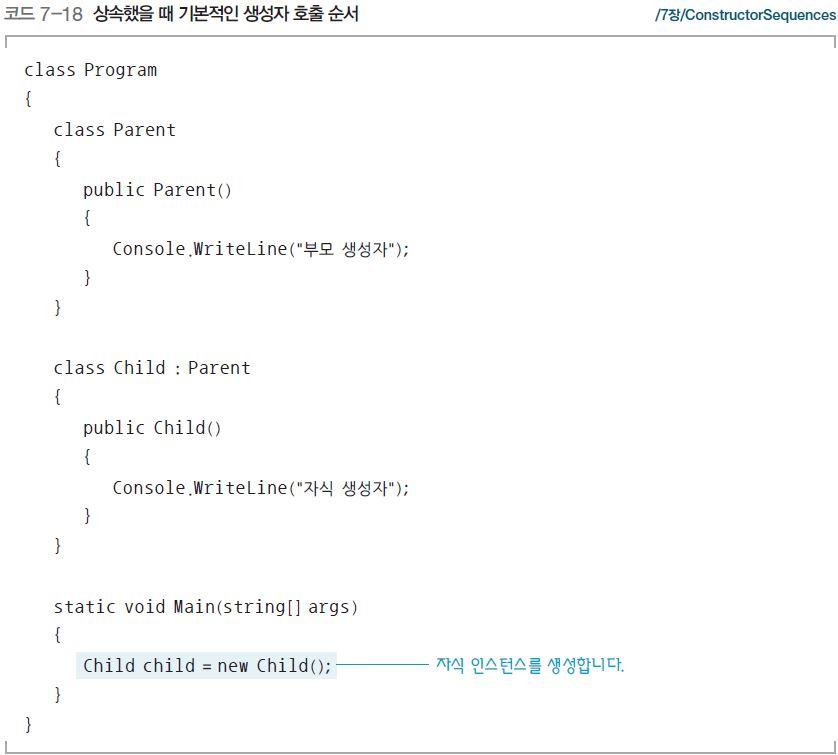 코드 7-18 상속했을 때 기본적인 생성자 호출 순서 /7장/ConstructorSequences
class Program
{
class Parent
{
public Parent()
{
Console.WriteLine("부모 생성자");
}
}
class Child : Parent
{
public Child()
{
Console.WriteLine("자식 생성자");
}
}
static void Main(string[] args)
{
Child child = new Child(); 자식 인스턴스를 생성합니다.
}
}